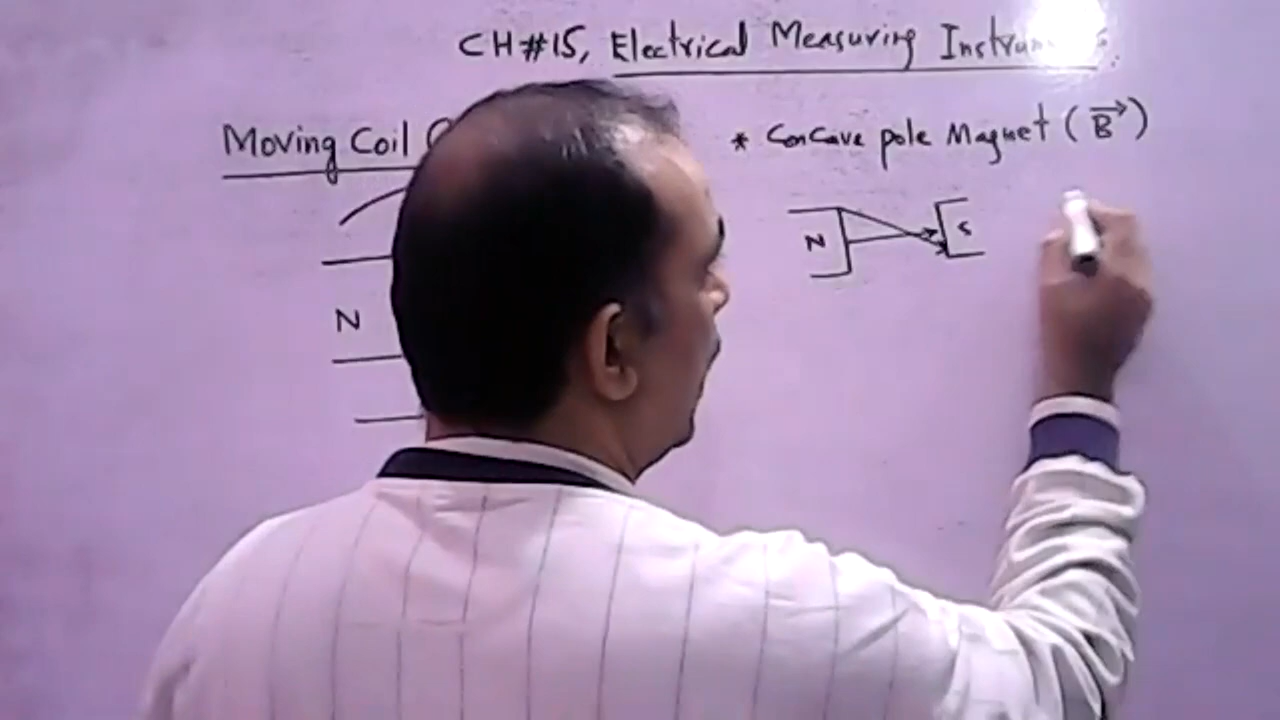 CH#15, Electrical Measuring
Moving Coil
* Concave pole Magnet (B)
N S
N